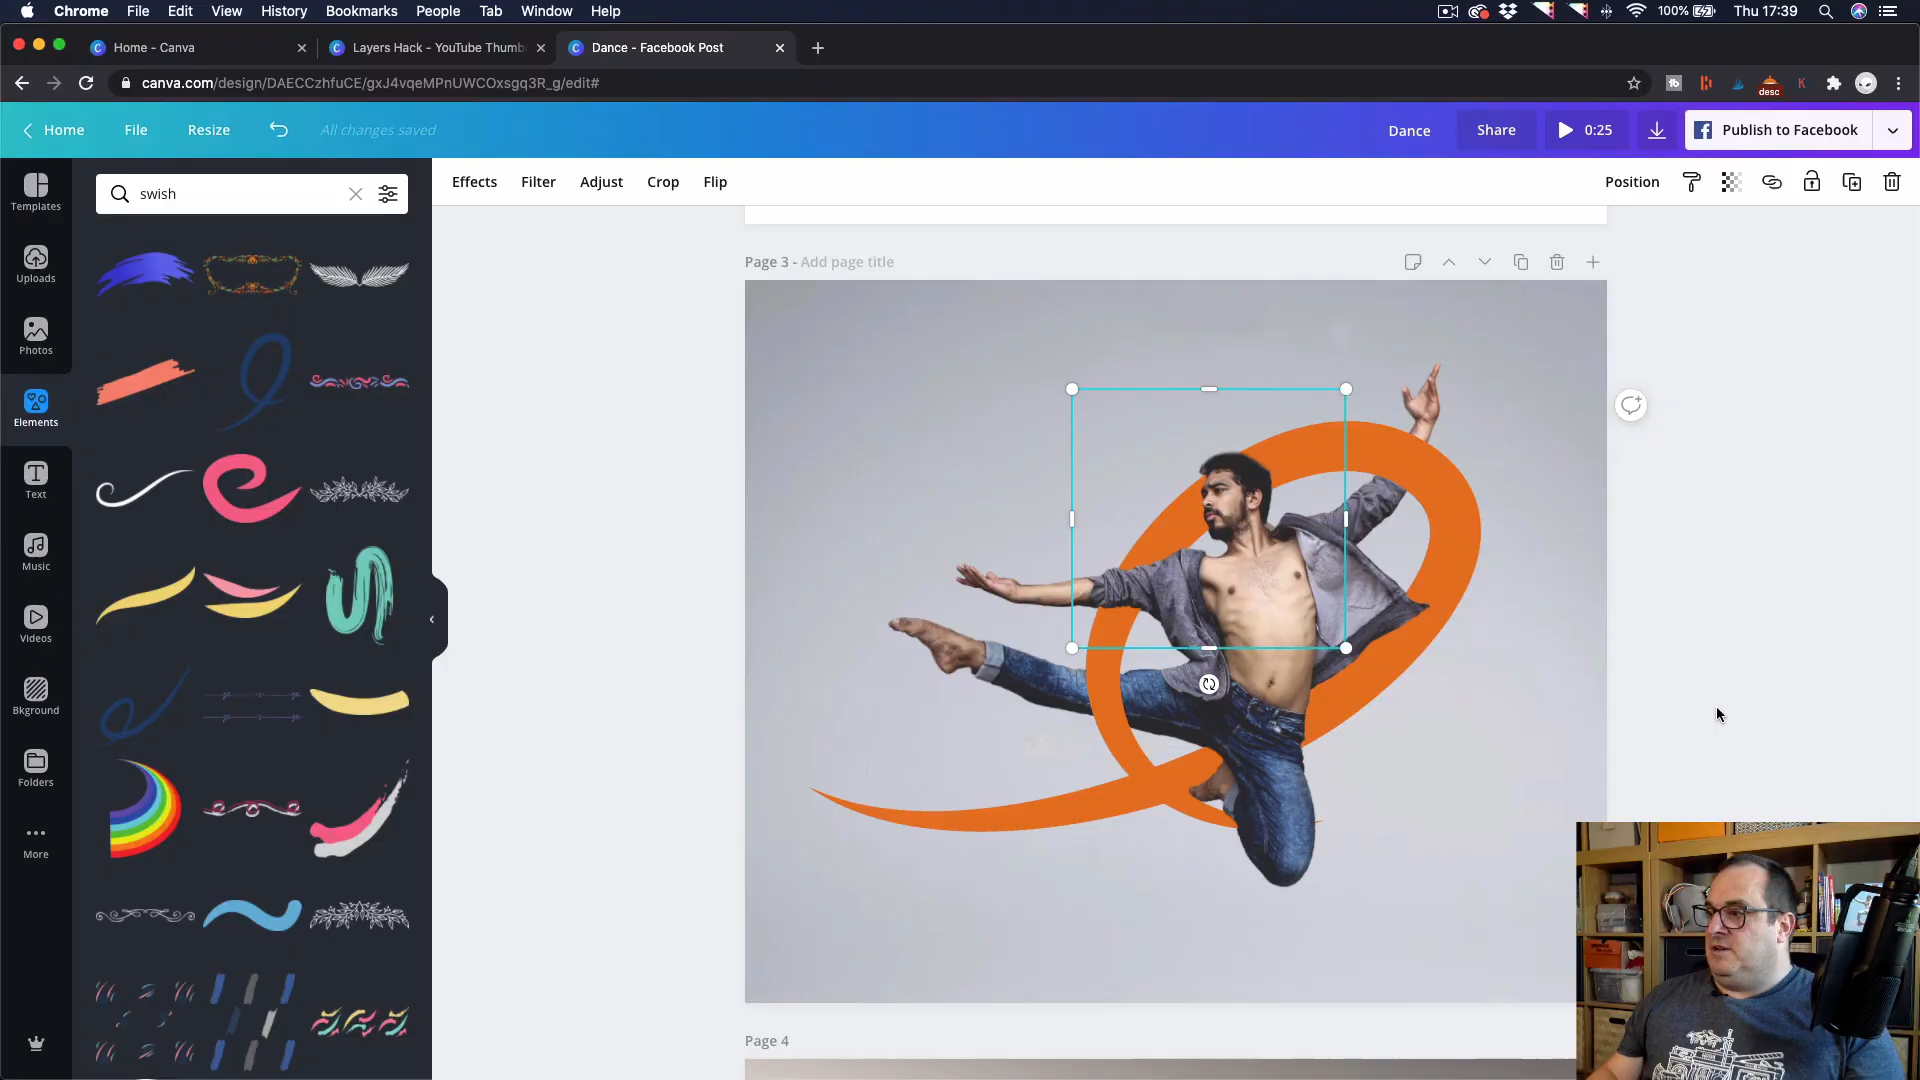 Chrome File Edit View History Bookmarks People Tab Window Help
100% Thu 17:39
Home - Canva
Layers Hack - YouTube Thumb
Dance - Facebook Post
canva.com/design/DAECCzhfuCE/gxJ4vqeMPnUWCOxsgq3R_g/edit#
tb
K
desc
Home File Resize All changes saved
Dance Share 0:25 Publish to Facebook
Templates
Uploads
Photos
Elements
Text
Music
Videos
Bkground
Folders
More
swish
Effects Filter Adjust Crop Flip
Position
Page 3 - Add page title
Page 4